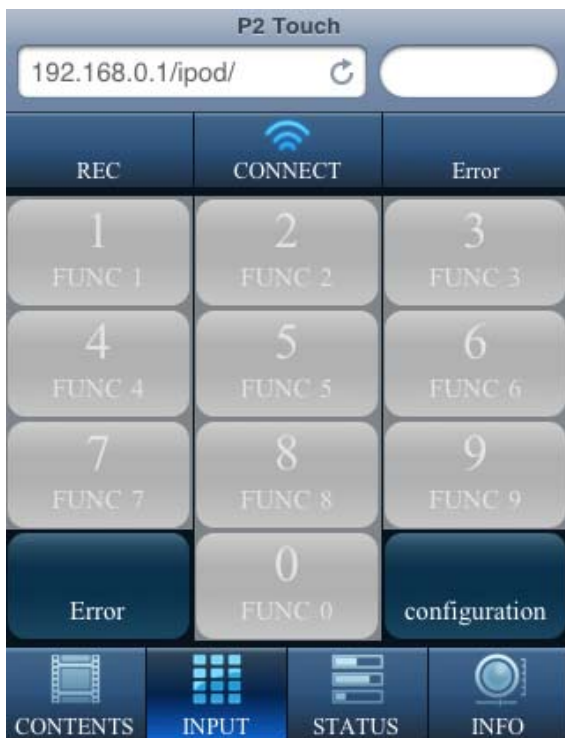 P2 Touch
192.168.0.1/ipod/
REC CONNECT Error
1 2 3
FUNC 1 FUNC 2 FUNC 3
4 5 6
FUNC 4 FUNC 5 FUNC 6
7 8 9
FUNC 7 FUNC 8 FUNC 9
0
Error FUNC 0 configuration
CONTENTS INPUT STATUS INFO